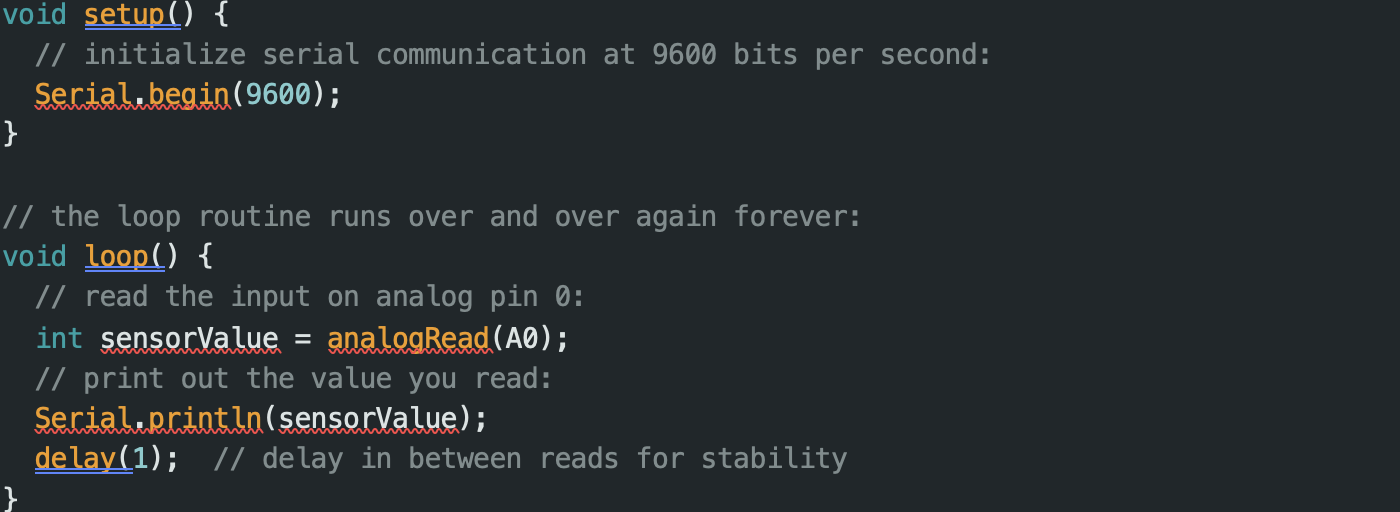 void setup() {
  // initialize serial communication at 9600 bits per second:
  Serial.begin(9600);
}

// the loop routine runs over and over again forever:
void loop() {
  // read the input on analog pin 0:
  int sensorValue = analogRead(A0);
  // print out the value you read:
  Serial.println(sensorValue);
  delay(1);  // delay in between reads for stability
}